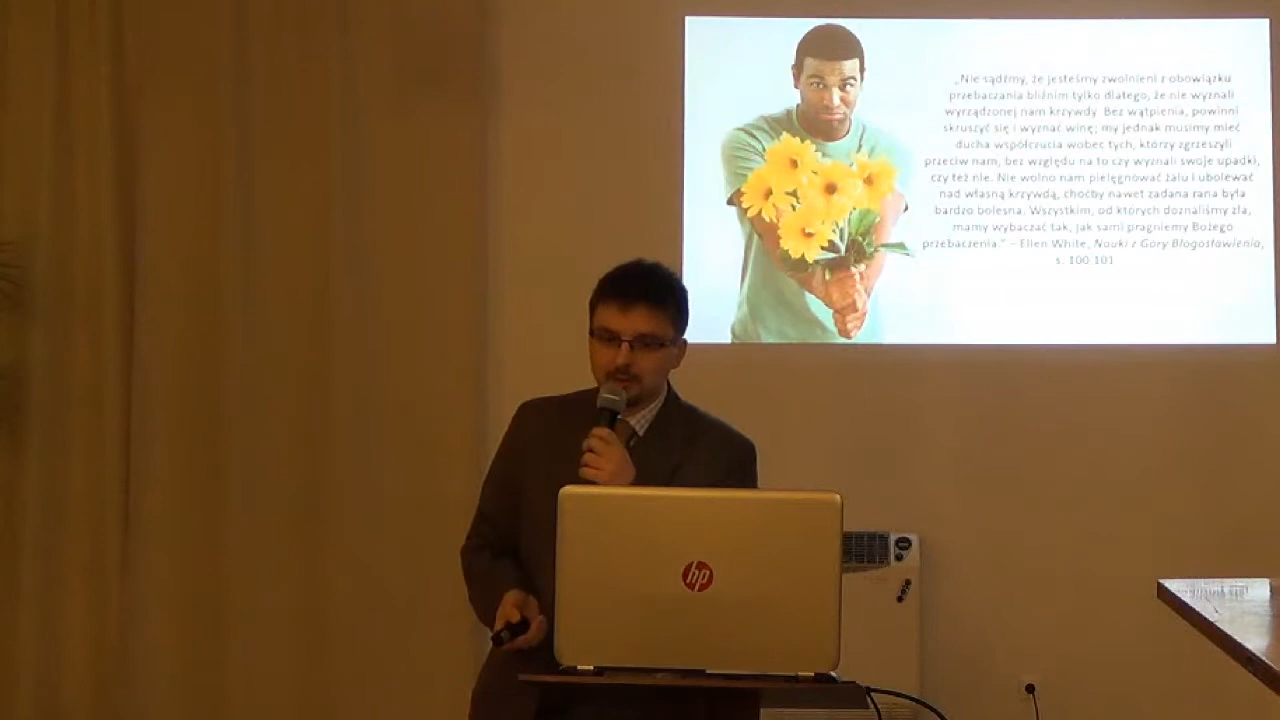 „Nie sądźmy, że jesteśmy zwolnieni z obowiązku
przebaczania bliźnim tylko dlatego, że nie wyznali
wyrządzonej nam krzywdy. Bez wątpienia, powinni
skruszyć się i wyznać winę; my jednak musimy mieć
ducha współczucia wobec tych, którzy zgrzeszyli
przeciw nam, bez względu na to czy wyznali swoje upadki,
czy też nie. Nie wolno nam pielęgnować żalu i ubolewać
nad własną krzywdą, choćby nawet zadana rana była
bardzo bolesna. Wszystkim, od których doznaliśmy zła,
mamy wybaczać tak, jak sami pragniemy Bożego
przebaczenia.” – Ellen White, Nauki z Góry Błogosławienia,
s. 100 101
hp